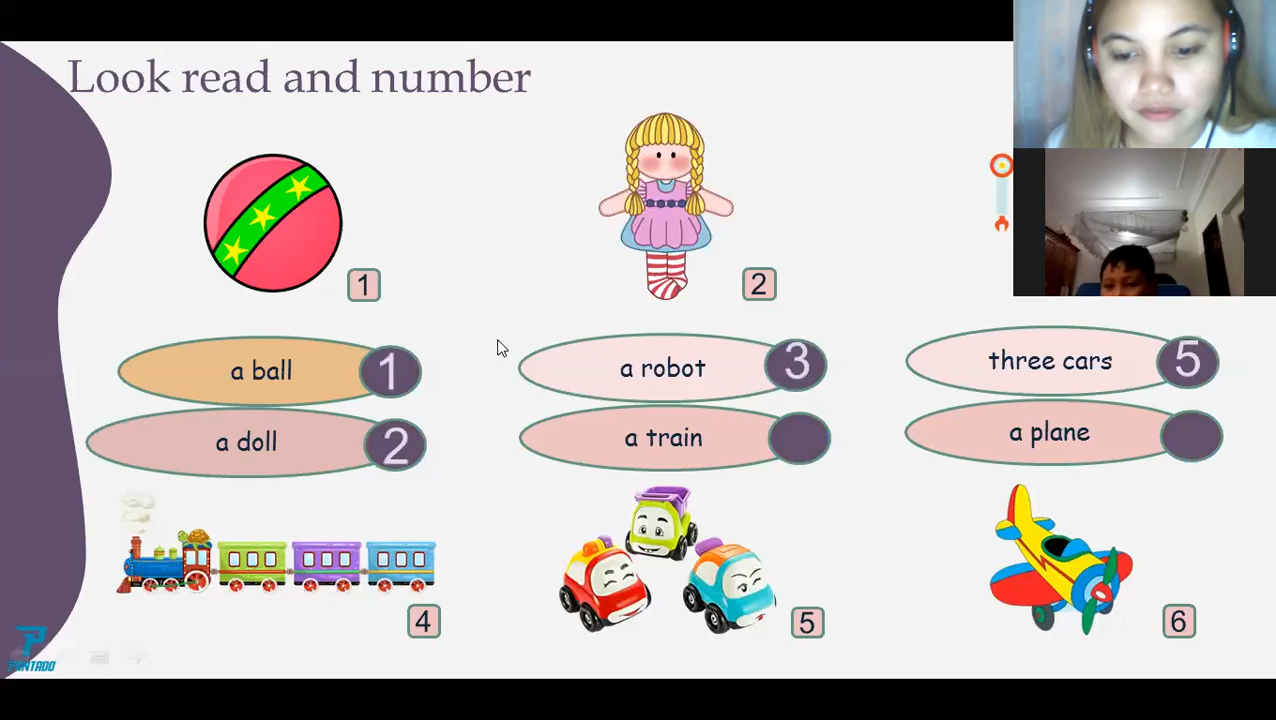 Look read and number
1
2
a ball 1
a robot 3
three cars 5
a doll 2
a train
a plane
4
5
6
PANTADO